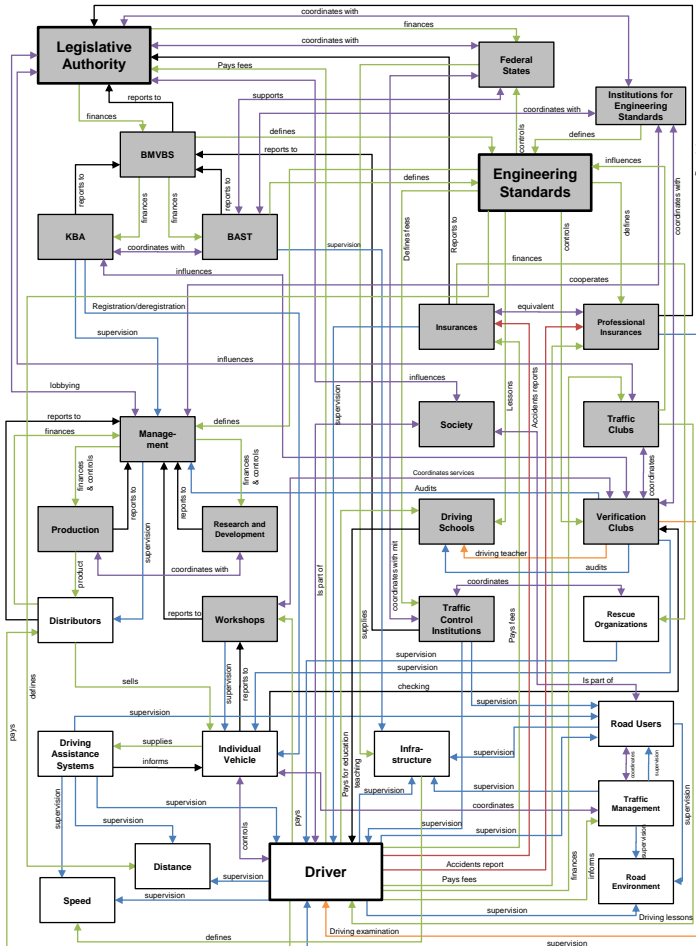 coordinates with
finances
Legislative
Authority
coordinates with
Federal
States
Pays fees
Institutions for
Engineering
Standards
supports
reports to
coordinates with
finances
BMVBS
defines
controls
defines
reports to
Engineering
Standards
influences
reports to
finances
finances
reports to
defines
coordinates with
KBA
BAST
coordinates with
supervision
Defines fees
Reports to
controls
defines
finances
influences
cooperates
Registration/deregistration
equivalent
Insurances
Professional
Insurances
supervision
influences
lobbying
influences
supervision
Lessons
Accidents reports
reports to
finances
Manage-
ment
defines
Society
Traffic
Clubs
finances
& controls
finances
& controls
Coordinates services
coordinates
Audits
reports to
reports to
Production
Research and
Development
supervision
Driving
Schools
Verification
Clubs
driving teacher
audits
product
coordinates with
Is part of
supplies
coordinates with mit
coordinates
Distributors
reports to
Workshops
Traffic
Control
Institutions
Pays fees
Rescue
Organizations
defines
supervision
reports to
supervision
supervision
sells
checking
Is part of
pays
supervision
supervision
Road Users
Driving
Assistance
Systems
supplies
informs
Individual
Vehicle
Pays for education
teaching
Infra-
structure
supervision
coordinates
supervision
supervision
supervision
supervision
controls
pays
supervision
coordinates
Traffic
Management
supervision
supervision
supervision
Distance
supervision
Driver
Accidents report
finances
informs
Road
Environment
Pays fees
Speed
supervision
supervision
Driving lessons
defines
Driving examination
supervision